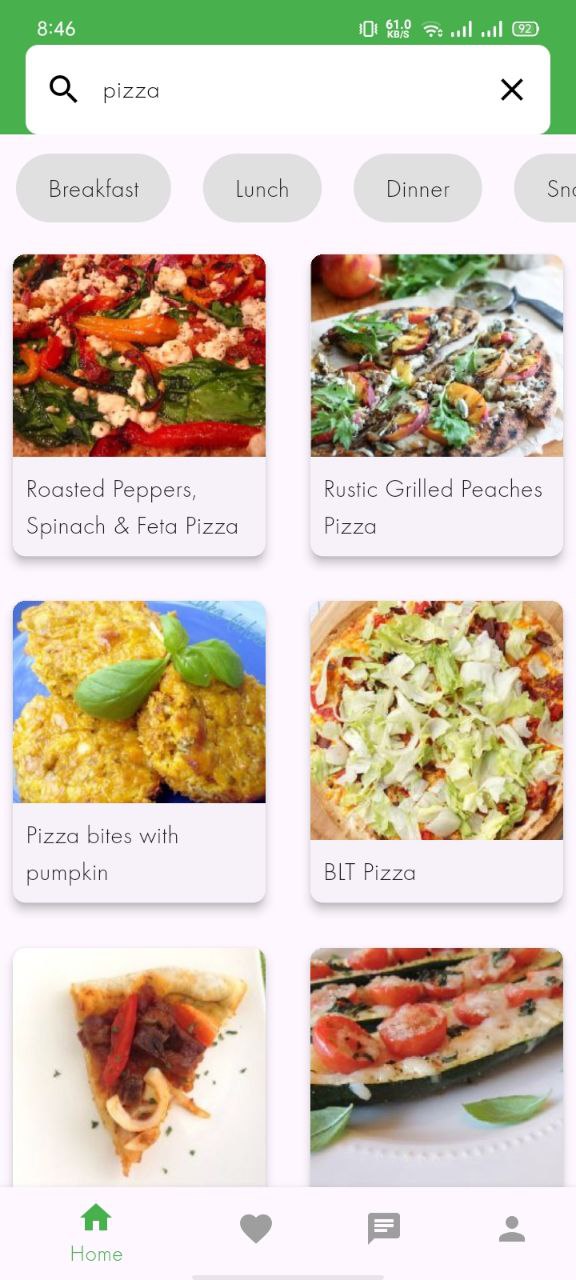 8:46
61.0
KB/S
92
pizza
Breakfast
Lunch
Dinner
Roasted Peppers,
Spinach & Feta Pizza
Rustic Grilled Peaches
Pizza
Pizza bites with
pumpkin
BLT Pizza
Home